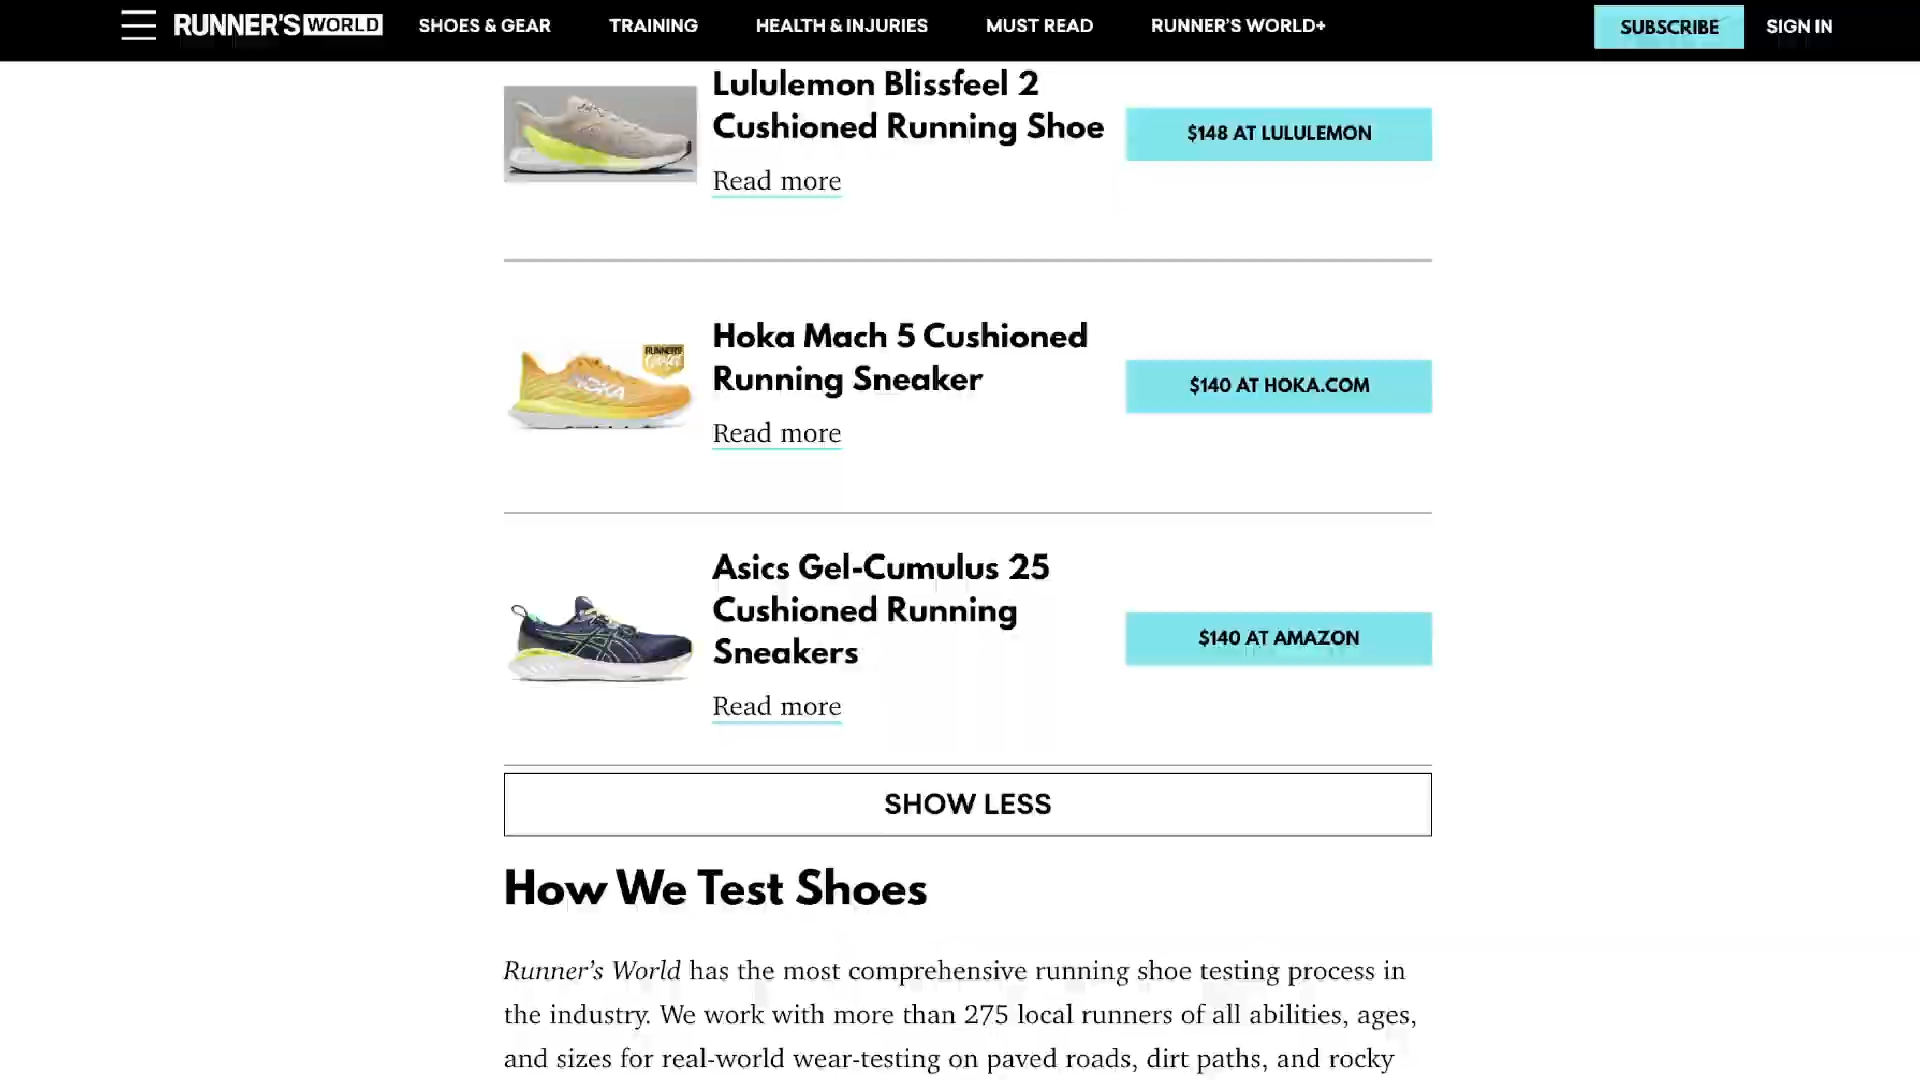 RUNNER'S WORLD SHOES & GEAR TRAINING HEALTH & INJURIES MUST READ RUNNER'S WORLD+ SUBSCRIBE SIGN IN
Lululemon Blissfeel 2
Cushioned Running Shoe
$148 AT LULULEMON
Read more
Hoka Mach 5 Cushioned
Running Sneaker
$140 AT HOKA.COM
Read more
RUNNER'S
HOKA
Asics Gel-Cumulus 25
Cushioned Running
Sneakers
$140 AT AMAZON
Read more
SHOW LESS
How We Test Shoes
Runner's World has the most comprehensive running shoe testing process in
the industry. We work with more than 275 local runners of all abilities, ages,
and sizes for real-world wear-testing on paved roads, dirt paths, and rocky